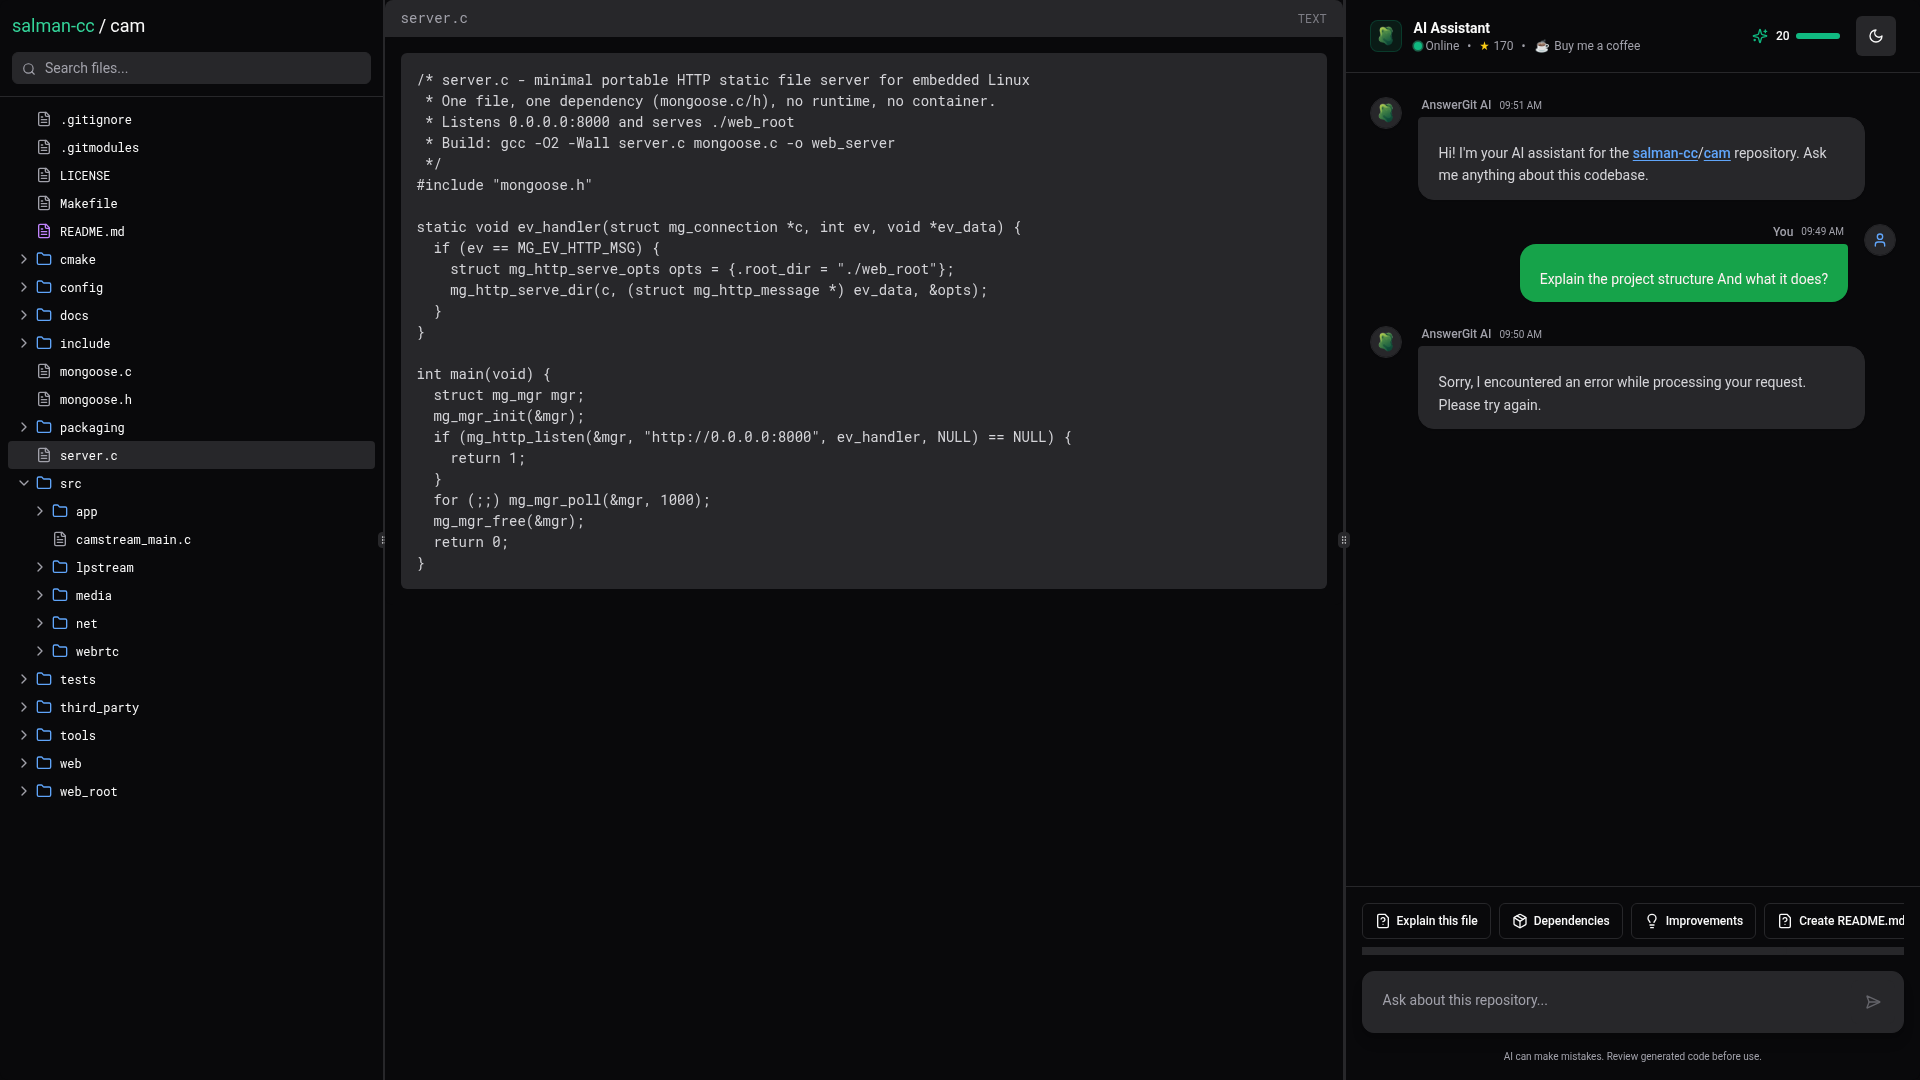 salman-cc / cam
Search files...
.gitignore
.gitmodules
LICENSE
Makefile
README.md
cmake
config
docs
include
mongoose.c
mongoose.h
packaging
server.c
src
app
camstream_main.c
lpstream
media
net
webrtc
tests
third_party
tools
web
web_root
server.c
TEXT
/* server.c - minimal portable HTTP static file server for embedded Linux
 * One file, one dependency (mongoose.c/h), no runtime, no container.
 * Listens 0.0.0.0:8000 and serves ./web_root
 * Build: gcc -O2 -Wall server.c mongoose.c -o web_server
 */
#include "mongoose.h"
static void ev_handler(struct mg_connection *c, int ev, void *ev_data) {
  if (ev == MG_EV_HTTP_MSG) {
    struct mg_http_serve_opts opts = {.root_dir = "./web_root"};
    mg_http_serve_dir(c, (struct mg_http_message *) ev_data, &opts);
  }
}
int main(void) {
  struct mg_mgr mgr;
  mg_mgr_init(&mgr);
  if (mg_http_listen(&mgr, "http://0.0.0.0:8000", ev_handler, NULL) == NULL) {
    return 1;
  }
  for (;;) mg_mgr_poll(&mgr, 1000);
  mg_mgr_free(&mgr);
  return 0;
}
AI Assistant
Online • ★ 170 • ☕ Buy me a coffee
20
AnswerGit AI 09:51 AM
Hi! I'm your AI assistant for the salman-cc/cam repository. Ask
me anything about this codebase.
You 09:49 AM
Explain the project structure And what it does?
AnswerGit AI 09:50 AM
Sorry, I encountered an error while processing your request.
Please try again.
Explain this file
Dependencies
Improvements
Create README.md
Ask about this repository...
AI can make mistakes. Review generated code before use.